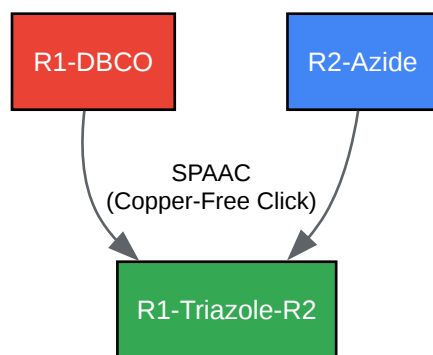 R1-DBCO
R2-Azide
SPAAC
(Copper-Free Click)
R1-Triazole-R2